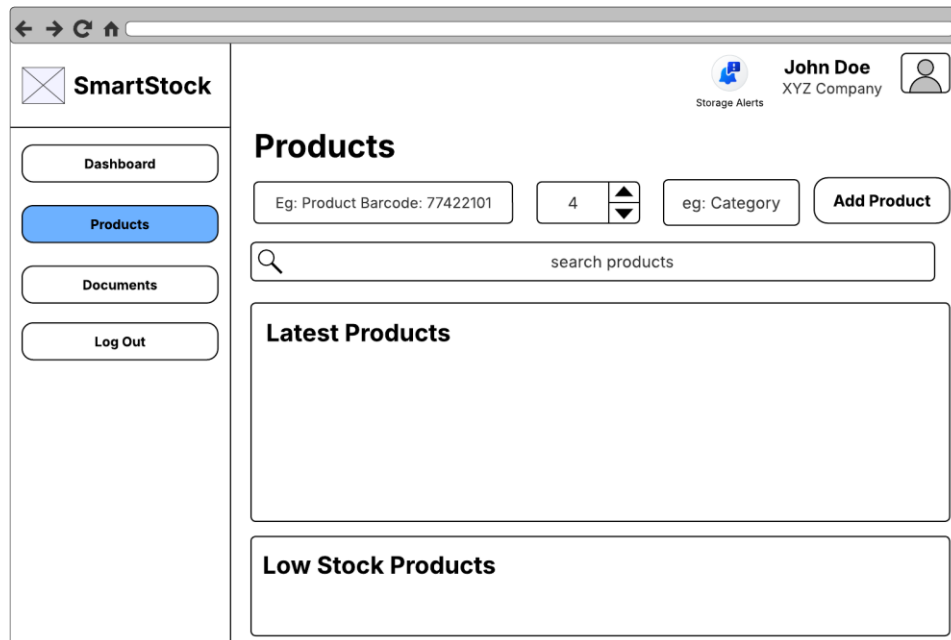 SmartStock
Storage Alerts
John Doe
XYZ Company
Dashboard
Products
Documents
Log Out
Products
Eg: Product Barcode: 77422101
4
eg: Category
Add Product
search products
Latest Products
Low Stock Products